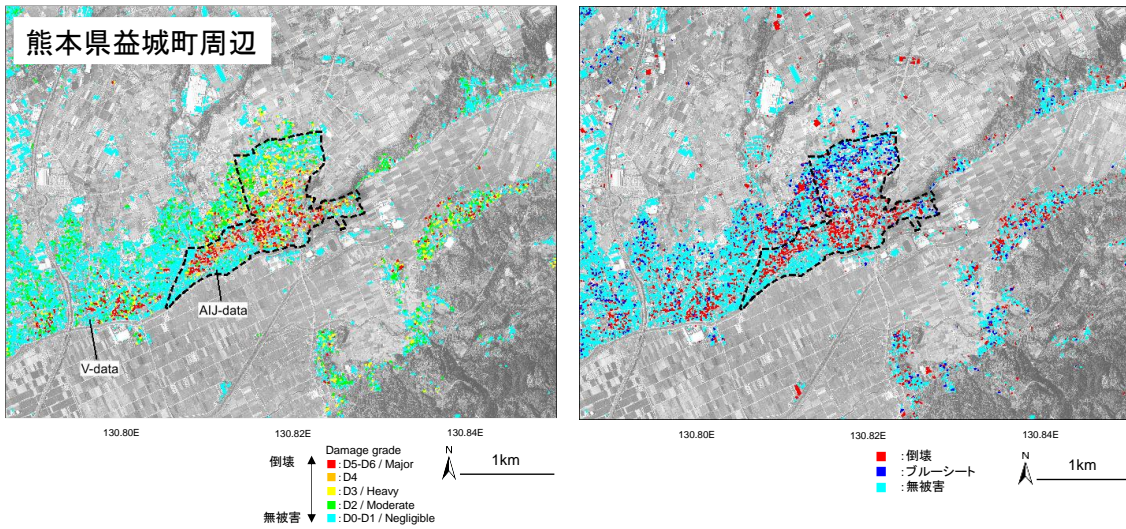 熊本県益城町周辺
AIJ-data
V-data
130.80E
130.82E
130.84E
倒壊
無被害
Damage grade
: D5-D6 / Major
: D4
: D3 / Heavy
: D2 / Moderate
: D0-D1 / Negligible
N
1km
130.80E
130.82E
130.84E
:倒壊
:ブルーシート
:無被害
N
1km